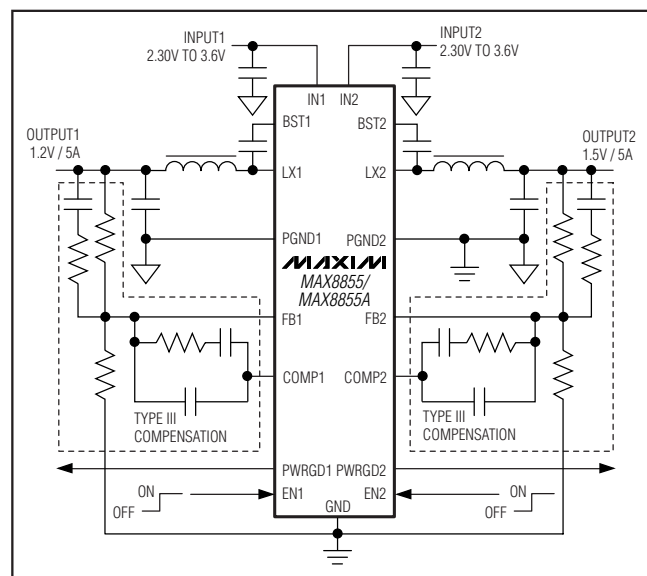 INPUT1
2.30V TO 3.6V
INPUT2
2.30V TO 3.6V
IN1
IN2
BST1
BST2
OUTPUT1
1.2V / 5A
OUTPUT2
1.5V / 5A
LX1
LX2
PGND1
PGND2
MAXIM
MAX8855/
MAX8855A
FB1
FB2
COMP1
COMP2
TYPE III
COMPENSATION
TYPE III
COMPENSATION
PWRGD1
PWRGD2
ON
OFF
EN1
EN2
ON
OFF
GND